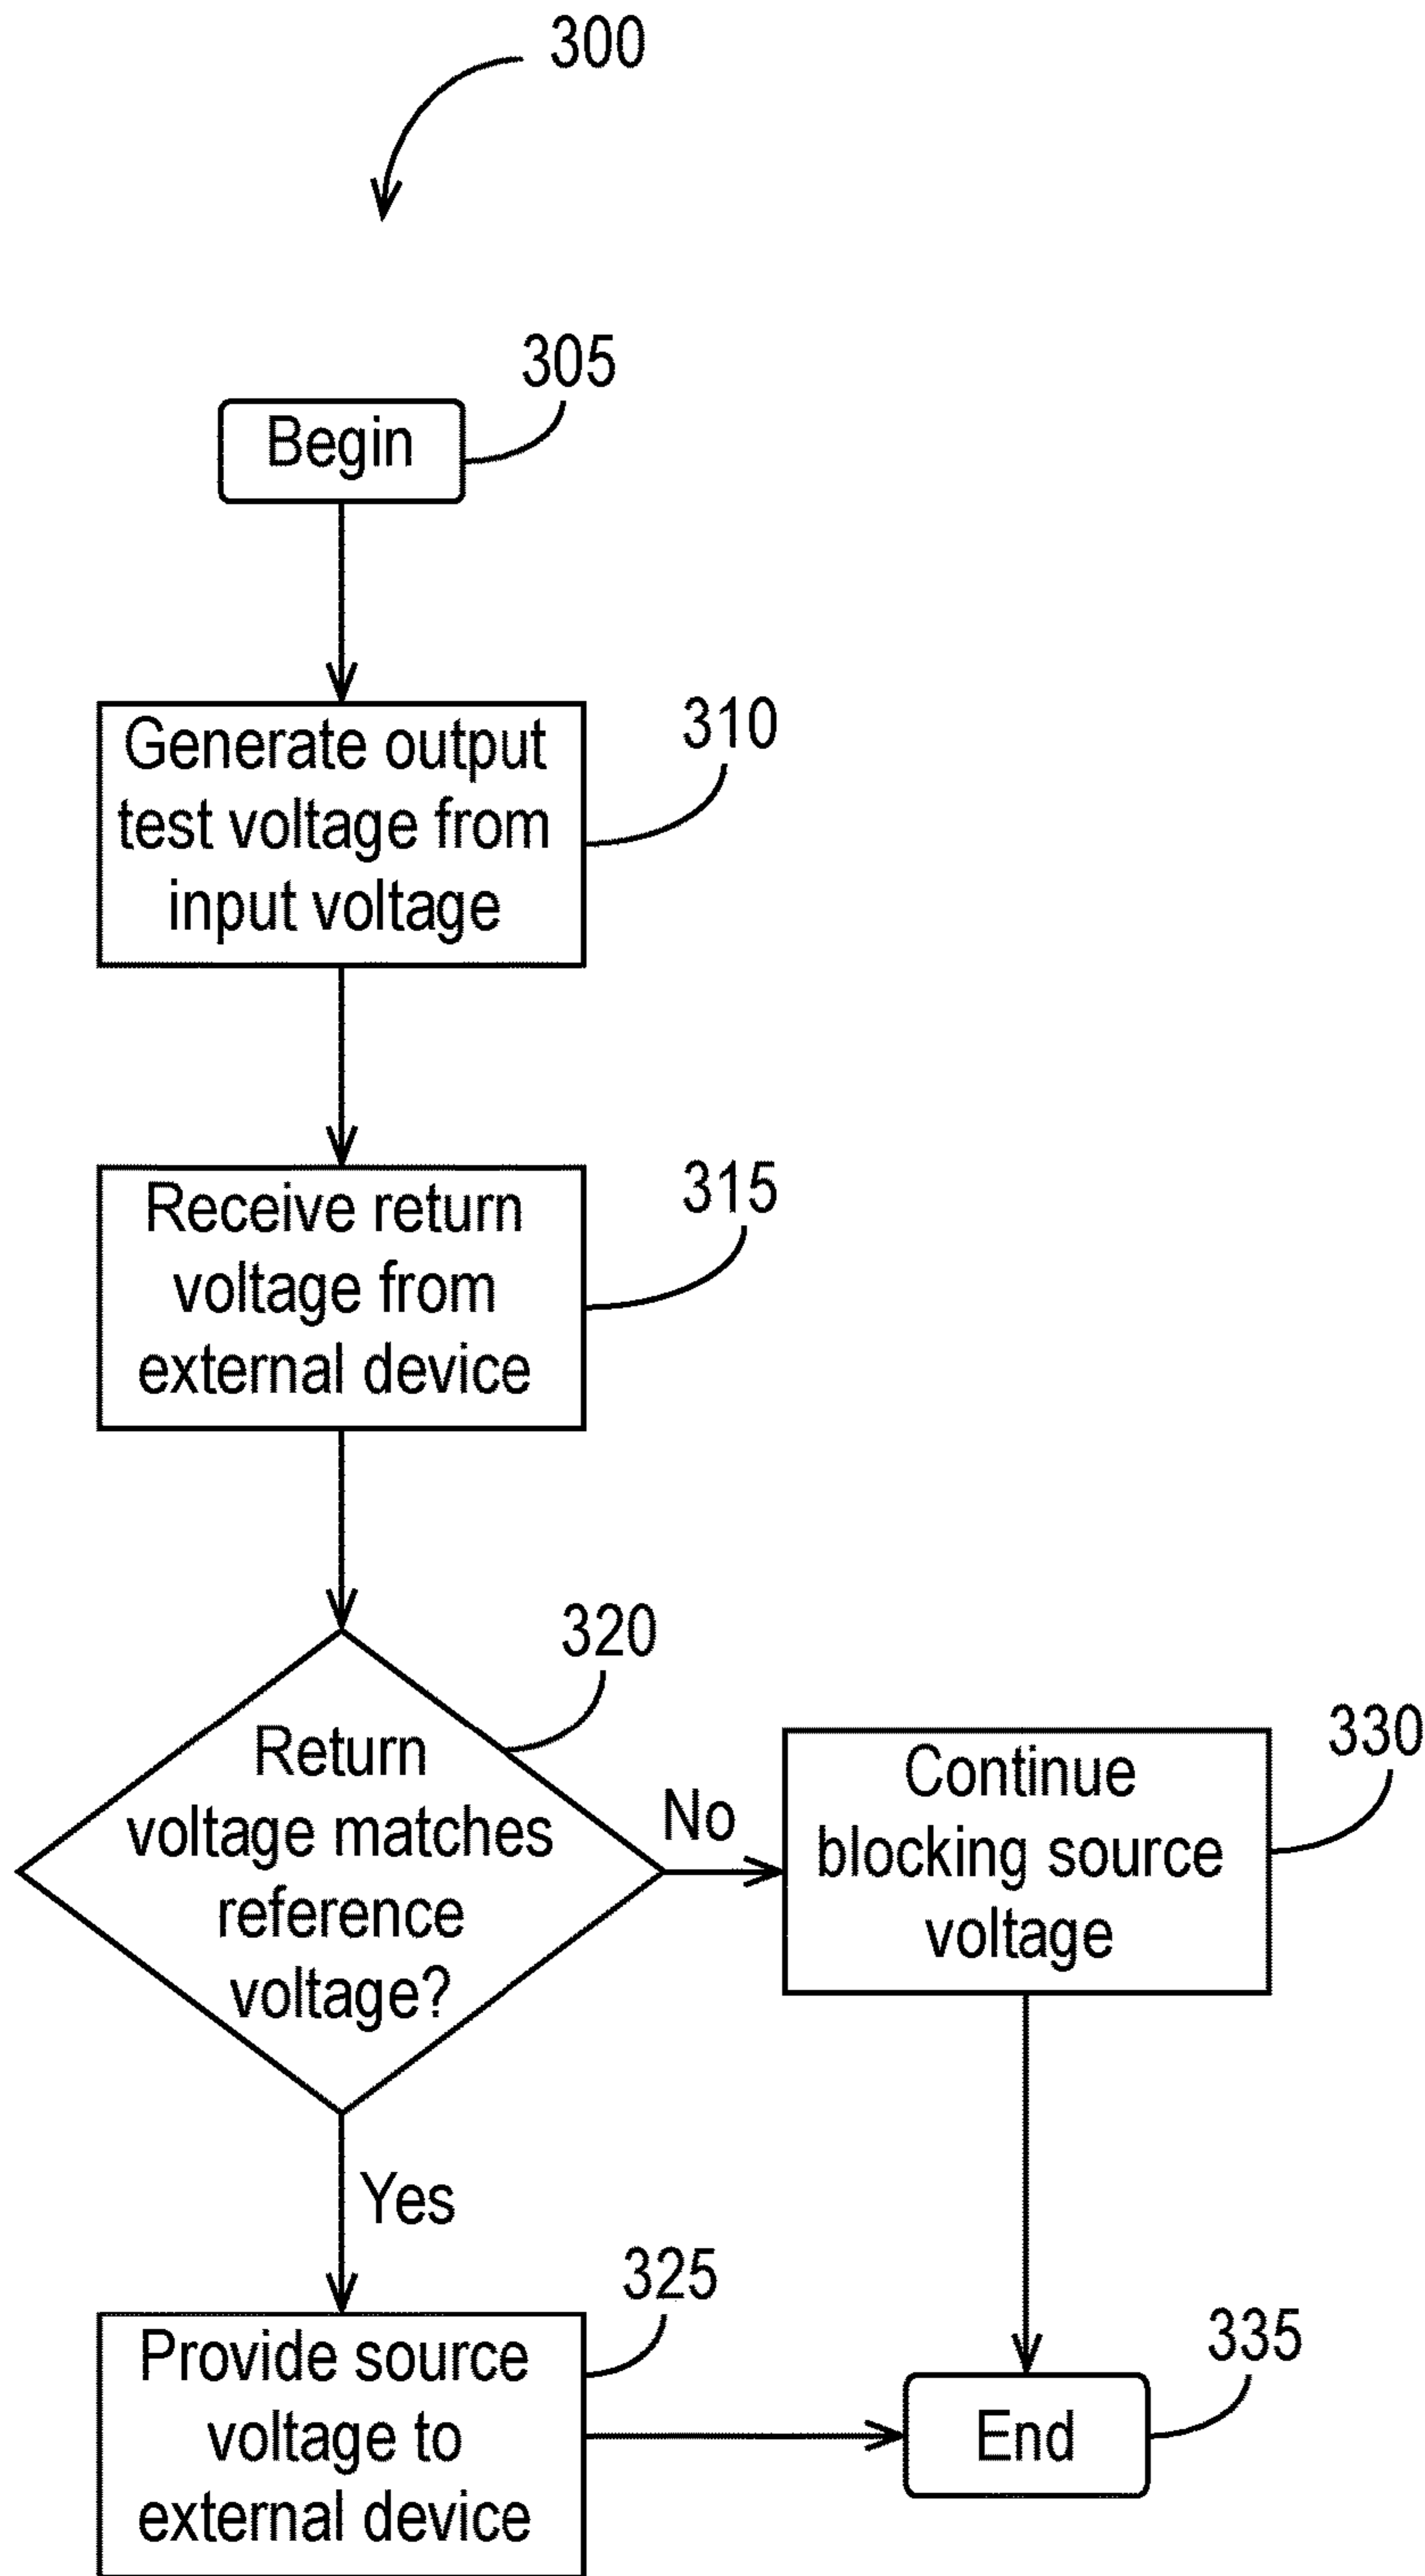 300
305
Begin
310
Generate output
test voltage from
input voltage
315
Receive return
voltage from
external device
320
Return
voltage matches
reference
voltage?
No
330
Continue
blocking source
voltage
Yes
325
Provide source
voltage to
external device
335
End